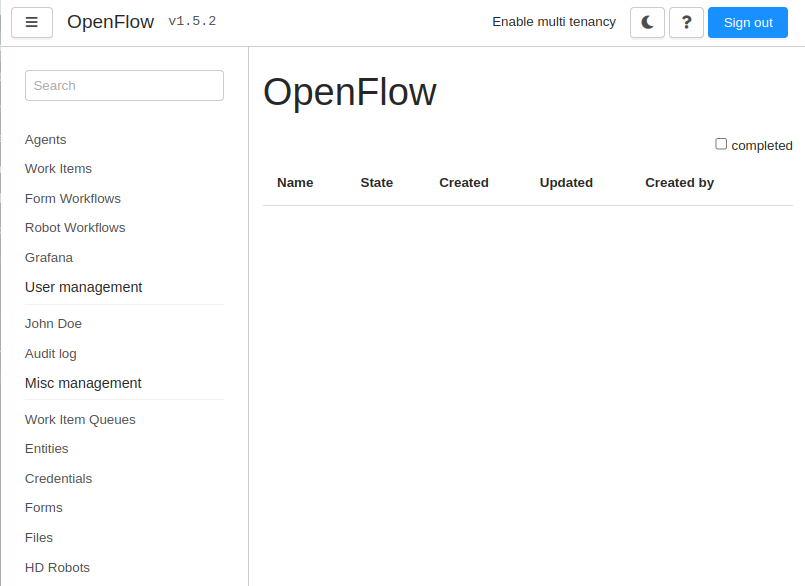 OpenFlow v1.5.2 Enable multi tenancy ? Sign out
Search
Agents
Work Items
Form Workflows
Robot Workflows
Grafana
User management
John Doe
Audit log
Misc management
Work Item Queues
Entities
Credentials
Forms
Files
HD Robots
OpenFlow
completed
Name State Created Updated Created by